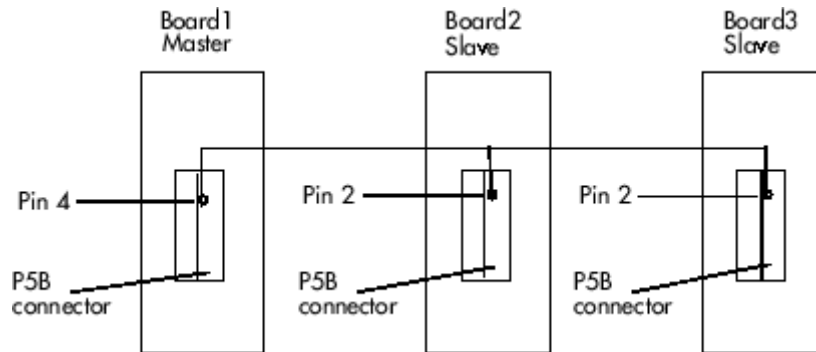 Board1
Master
Board2
Slave
Board3
Slave
Pin 4
Pin 2
Pin 2
P5B
connector
P5B
connector
P5B
connector